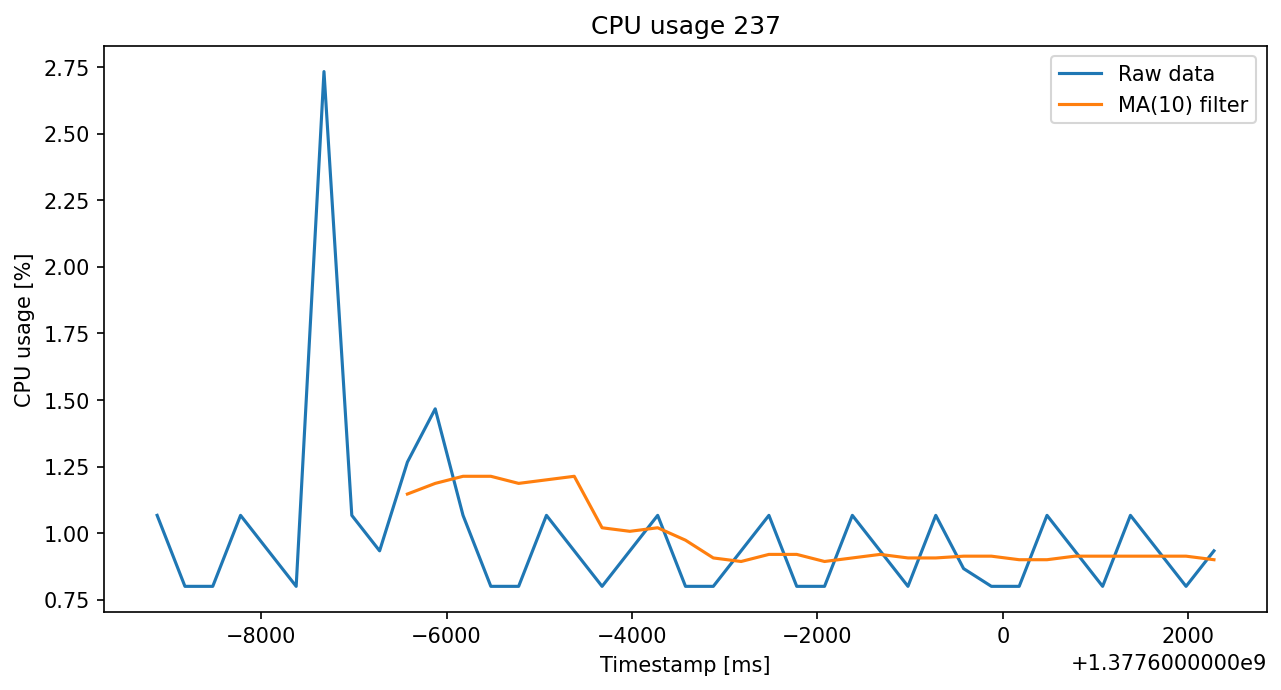 CPU usage 237
Raw data
MA(10) filter
CPU usage [%]
2.75
2.50
2.25
2.00
1.75
1.50
1.25
1.00
0.75
−8000 −6000 −4000 −2000 0 2000
Timestamp [ms]
+1.3776000000e9